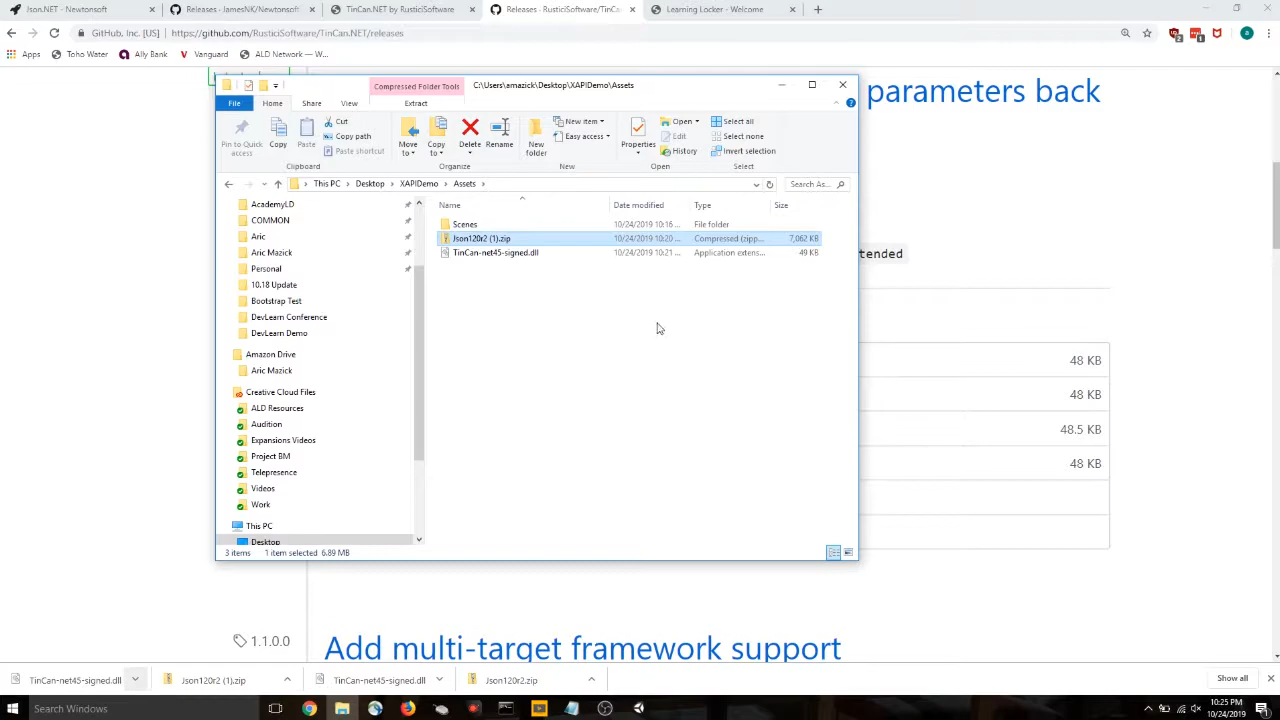 Json.NET - Newtonsoft
Releases · JamesNK/Newtonsoft
TinCan.NET by RusticiSoftware
Releases · RusticiSoftware/TinCa
Learning Locker - Welcome
GitHub, Inc. [US] https://github.com/RusticiSoftware/TinCan.NET/releases
Apps Toho Water Ally Bank Vanguard ALD Network — W...
parameters back
Compressed Folder Tools C:\Users\amazick\Desktop\XAPIDemo\Assets
File Home Share View Extract
Pin to Quick access
Copy
Paste
Cut
Copy path
Paste shortcut
Move to
Copy to
Delete
Rename
New folder
New item
Easy access
Properties
Open
Edit
History
Select all
Select none
Invert selection
Clipboard Organize New Open Select
This PC Desktop XAPIDemo Assets
Search As...
AcademyLD
COMMON
Aric
Aric Mazick
Personal
10.18 Update
Bootstrap Test
DevLearn Conference
DevLearn Demo
Amazon Drive
Aric Mazick
Creative Cloud Files
ALD Resources
Audition
Expansions Videos
Project BM
Telepresence
Videos
Work
This PC
Desktop
Name Date modified Type Size
Scenes 10/24/2019 10:16 ... File folder
Json120r2 (1).zip 10/24/2019 10:20 ... Compressed (zipp... 7,062 KB
TinCan-net45-signed.dll 10/24/2019 10:21 ... Application extens... 49 KB
3 items 1 item selected 6.89 MB
tended
48 KB
48 KB
48.5 KB
48 KB
1.1.0.0
Add multi-target framework support
TinCan-net45-signed.dll
Json120r2 (1).zip
TinCan-net45-signed.dll
Json120r2.zip
Show all
Search Windows
10:25 PM
10/24/2019